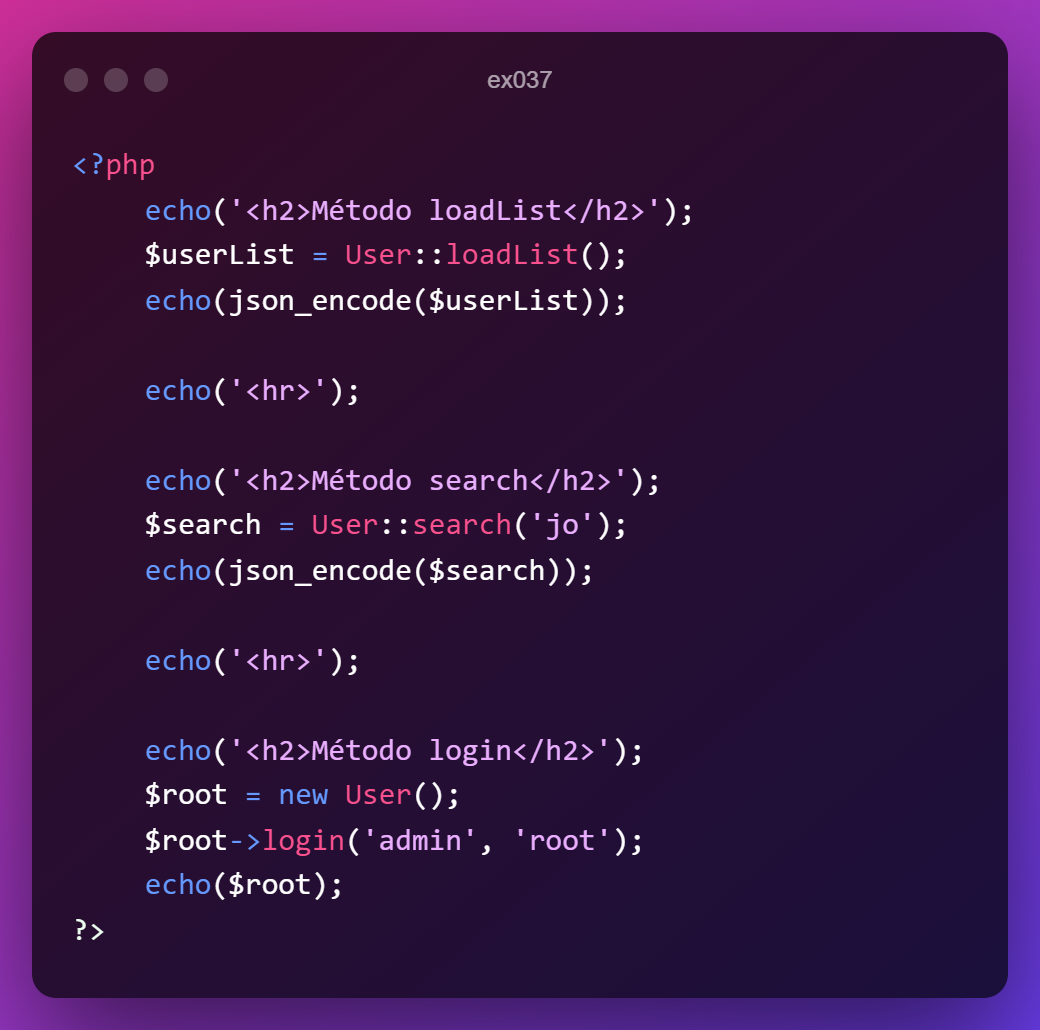 ex037
<?php
echo('<h2>Método loadList</h2>');
$userList = User::loadList();
echo(json_encode($userList));
echo('<hr>');
echo('<h2>Método search</h2>');
$search = User::search('jo');
echo(json_encode($search));
echo('<hr>');
echo('<h2>Método login</h2>');
$root = new User();
$root->login('admin', 'root');
echo($root);
?>